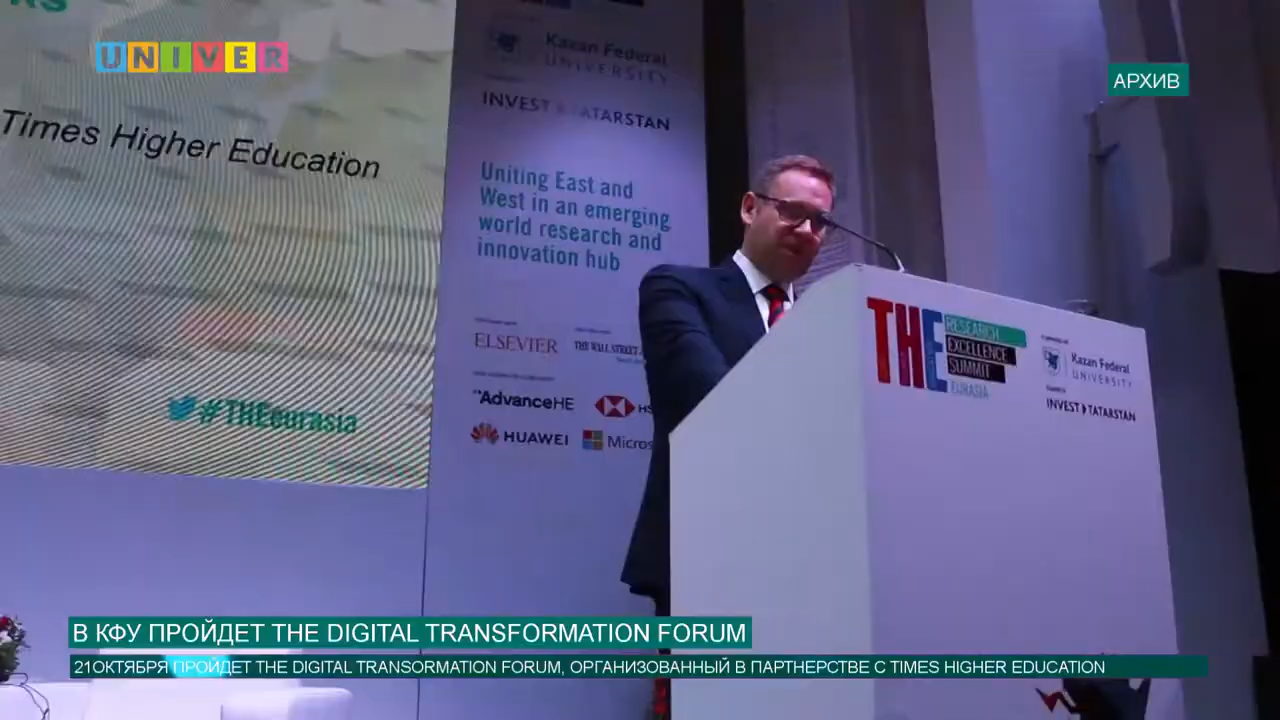 UNIVER
АРХИВ
Times Higher Education
#THEeurasia
Kazan Federal
UNIVERSITY
INVEST TATARSTAN
Uniting East and
West in an emerging
world research and
innovation hub
ELSEVIER
THE WALL STREET
AdvanceHE
HUAWEI
THE
RESEARCH
EXCELLENCE
SUMMIT
EURASIA
Kazan Federal
UNIVERSITY
INVEST TATARSTAN
В КФУ ПРОЙДЕТ THE DIGITAL TRANSFORMATION FORUM
21 ОКТЯБРЯ ПРОЙДЕТ THE DIGITAL TRANSORMATION FORUM, ОРГАНИЗОВАННЫЙ В ПАРТНЕРСТВЕ С TIMES HIGHER EDUCATION